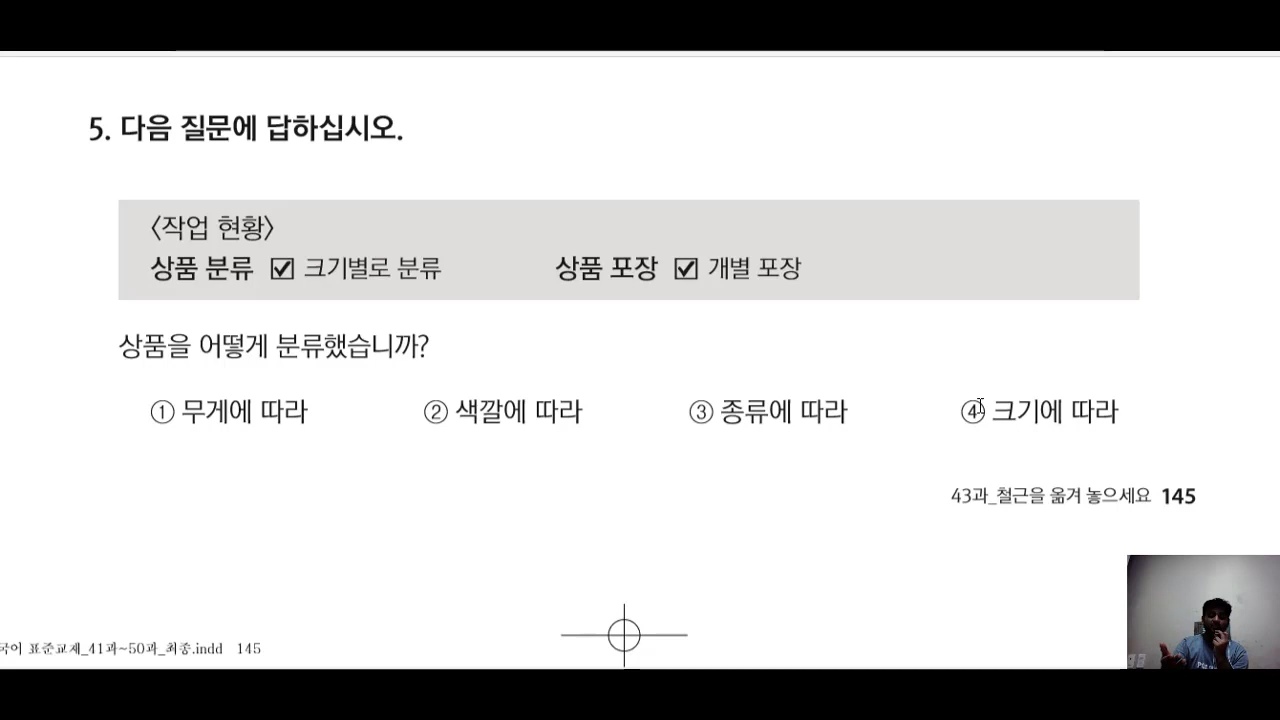 5. 다음 질문에 답하십시오.
〈작업 현황〉
상품 분류 ☑ 크기별로 분류 상품 포장 ☑ 개별 포장
상품을 어떻게 분류했습니까?
① 무게에 따라 ② 색깔에 따라 ③ 종류에 따라 ④ 크기에 따라
43과_철근을 옮겨 놓으세요 145
국어 표준교재_41과~50과_최종.indd 145